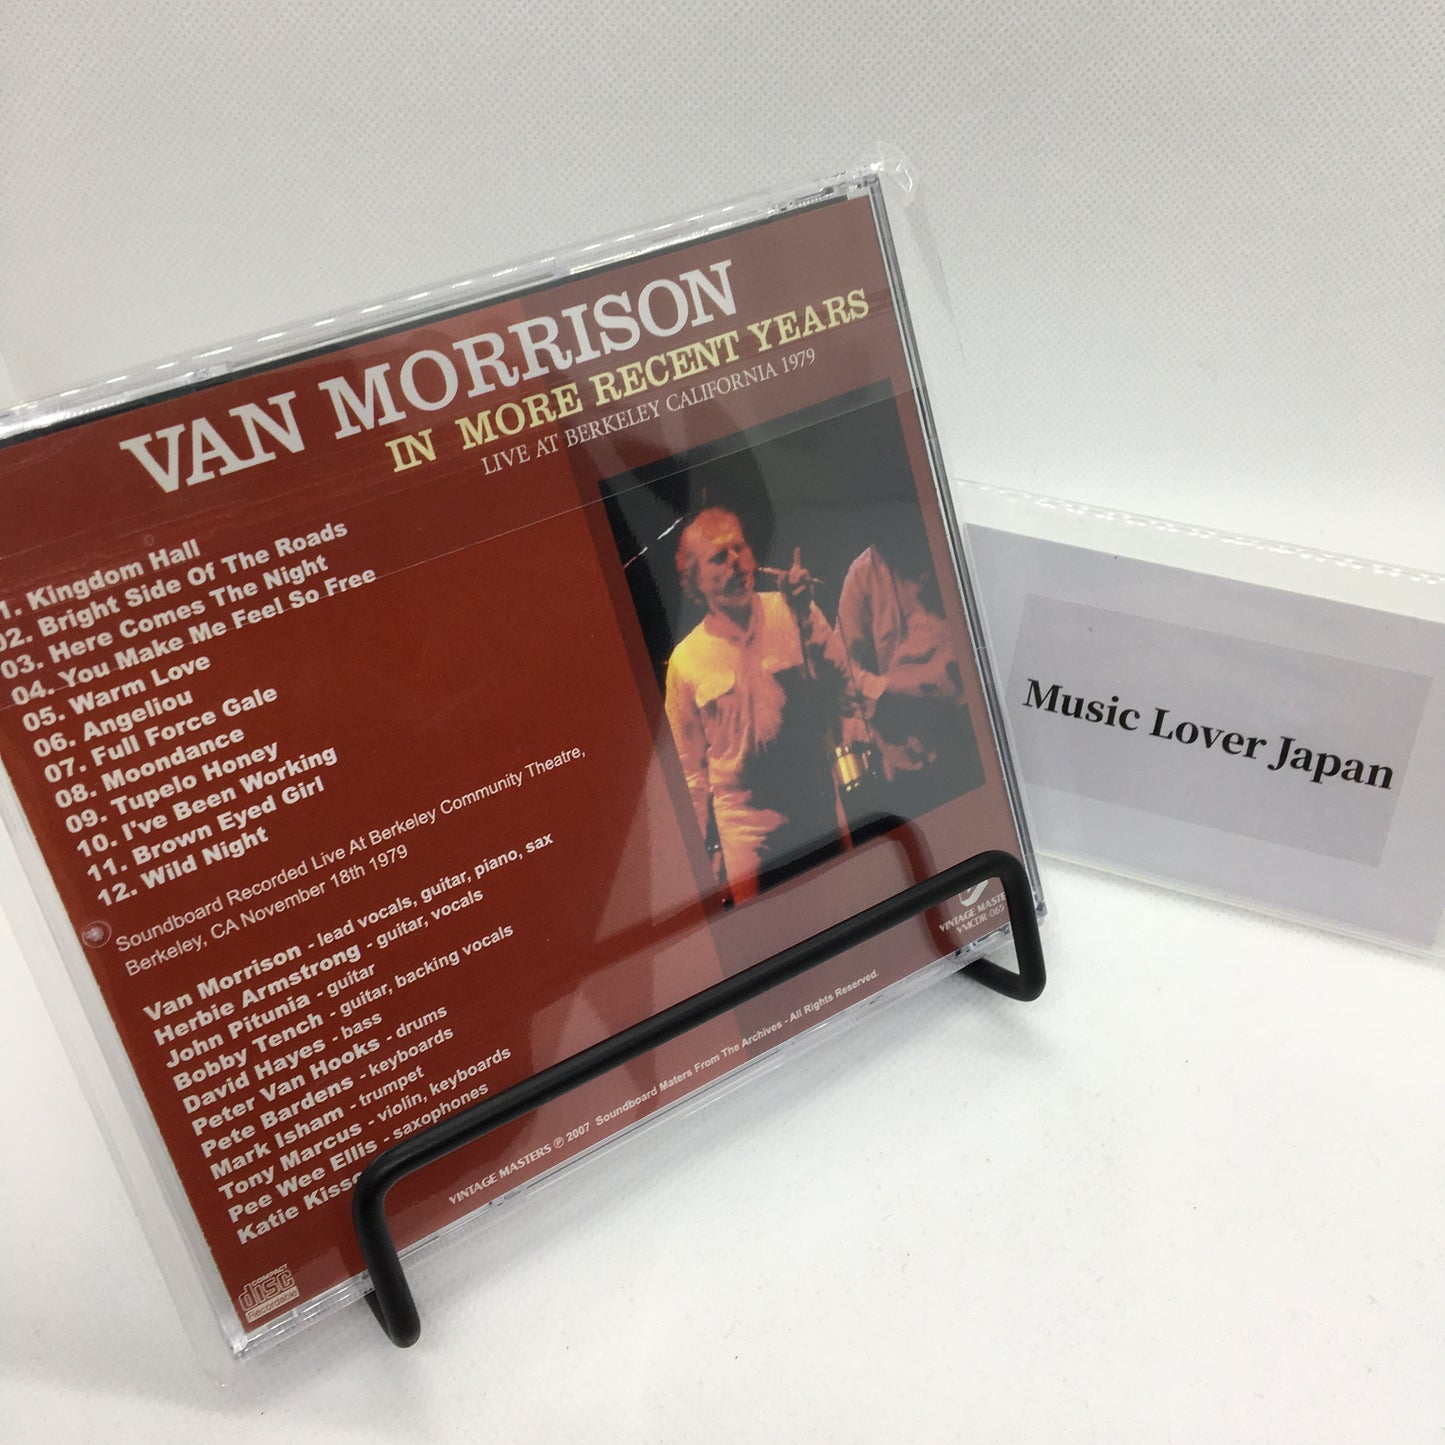 VAN MORRISON
IN MORE RECENT YEARS
LIVE AT BERKELEY CALIFORNIA 1979
1. Kingdom Hall
02. Bright Side Of The Roads
03. Here Comes The Night
04. You Make Me Feel So Free
05. Warm Love
06. Angeliou
07. Full Force Gale
08. Moondance
09. Tupelo Honey
10. I've Been Working
11. Brown Eyed Girl
12. Wild Night
Soundboard Recorded Live At Berkeley Community Theatre,
Berkeley, CA November 18th 1979
Van Morrison - lead vocals, guitar, piano, sax
Herbie Armstrong - guitar, vocals
John Pitunia - guitar
Bobby Tench - guitar, backing vocals
David Hayes - bass
Peter Van Hooks - drums
Pete Bardens - keyboards
Mark Isham - trumpet
Tony Marcus - violin, keyboards
Pee Wee Ellis - saxophones
Katie
VINTAGE MASTERS ℗ 2007 Soundboard Maters From The Archives - All Rights Reserved.
COMPACT
disc
Recordable
VINTAGE
VMCDR-065
Music Lover Japan